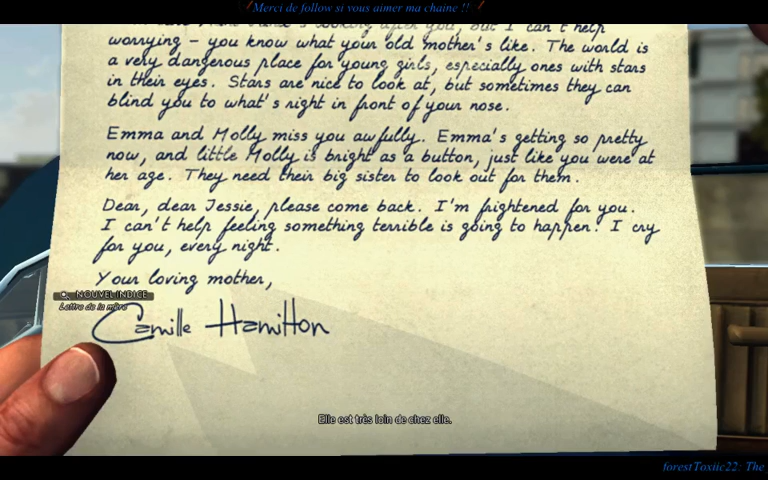 Merci de follow si vous aimer ma chaine !!
looking after you, but I can't help
worrying – you know what your old mother's like. The world is
a very dangerous place for young girls, especially ones with stars
in their eyes. Stars are nice to look at, but sometimes they can
blind you to what's right in front of your nose.
Emma and Molly miss you awfully. Emma's getting so pretty
now, and little Molly is bright as a button, just like you were at
her age. They need their big sister to look out for them.
Dear, dear Jessie, please come back. I'm frightened for you.
I can't help feeling something terrible is going to happen. I cry
for you, every night.
Your loving mother,
NOUVEL INDICE
Lettre de la mère
Camille Hamilton
Elle est très loin de chez elle.
forestToxiic22: The